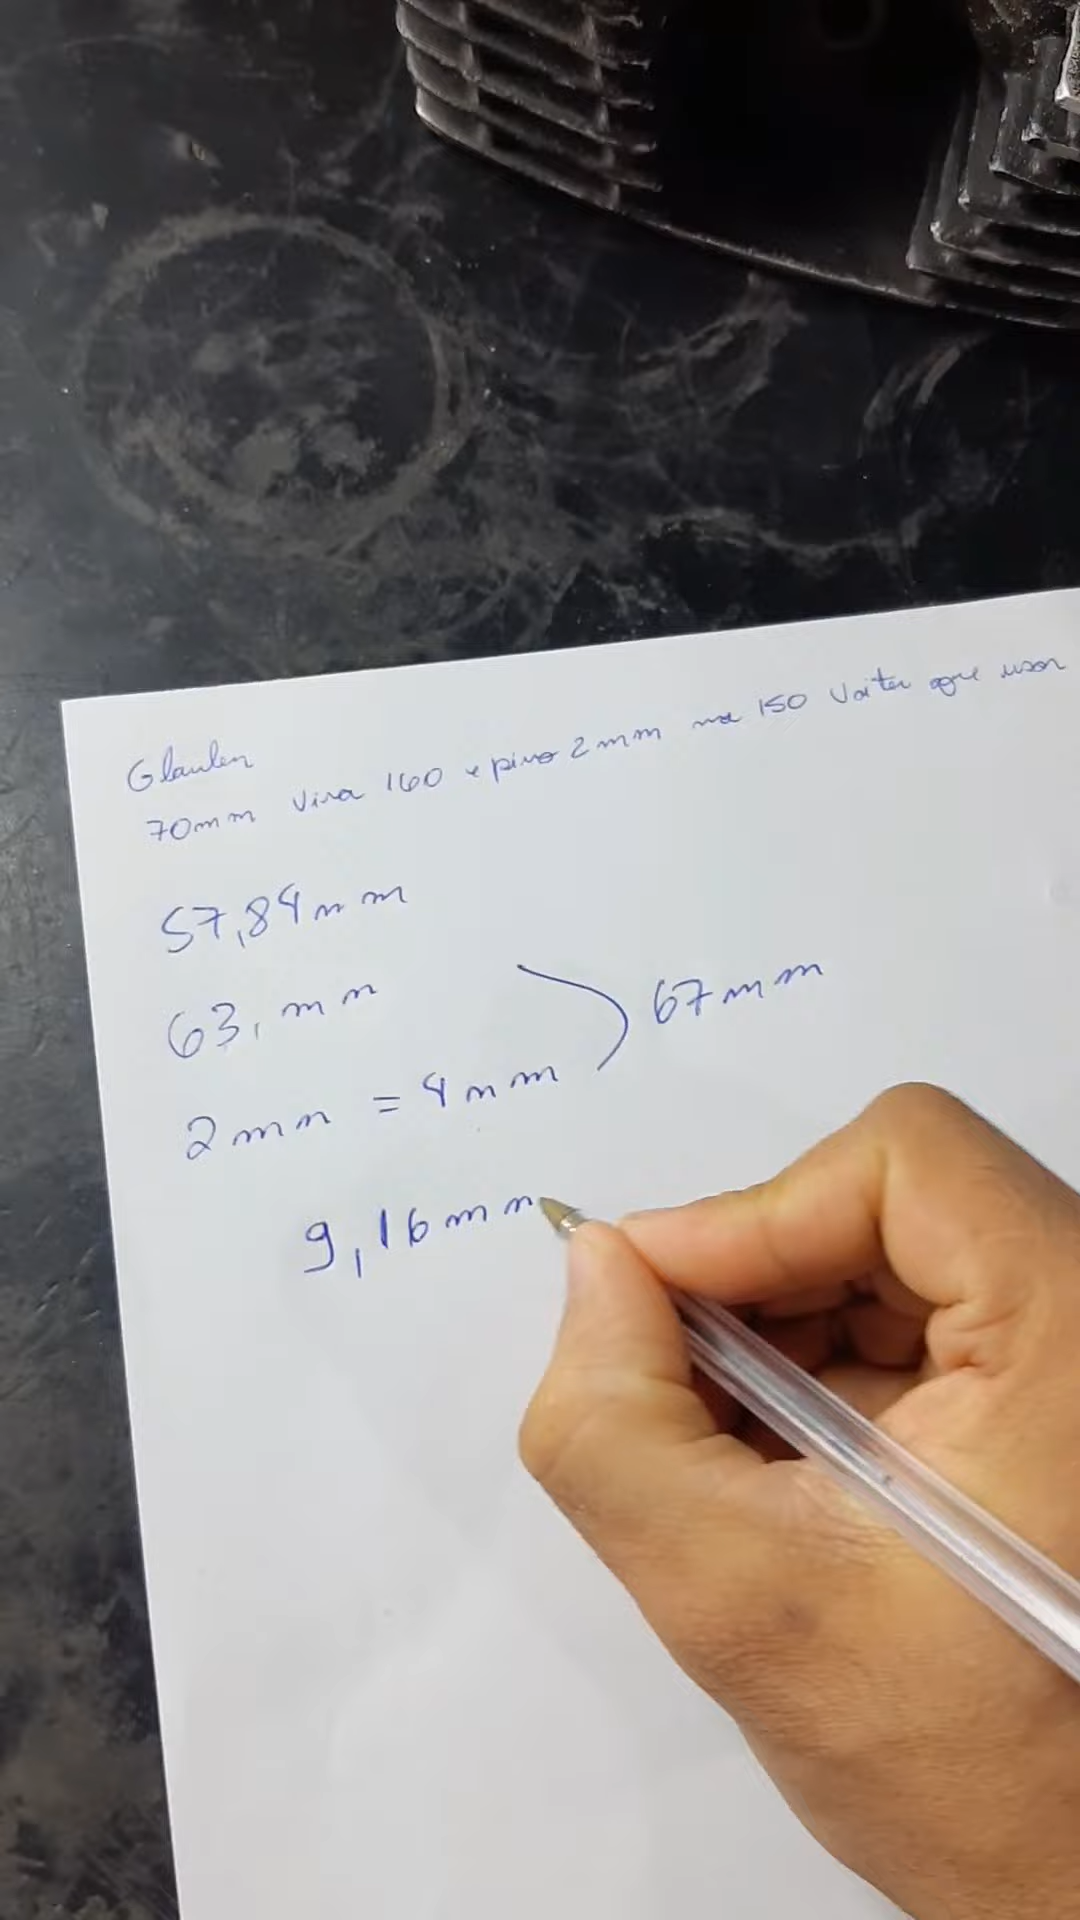 Glaulen
70mm vira 160 e pino 2mm na 150 Vai ter que usar
57,84mm
63, mm
67mm
2mm = 4mm
9,16mm